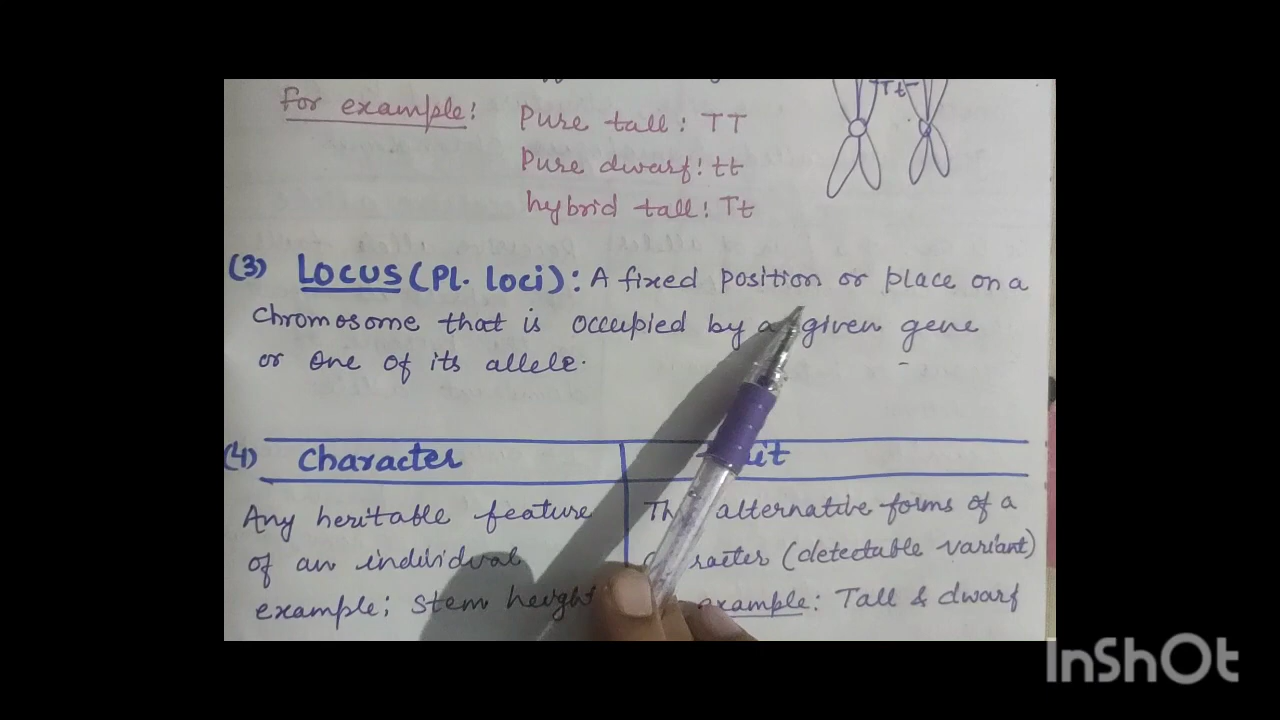 For example: Pure tall: TT
Tt
Pure dwarf: tt
hybrid tall: Tt
(3) Locus (Pl. loci): A fixed position or place on a
chromosome that is occupied by a given gene
or one of its allele.
(4) Character
Any heritable feature alternative forms of a
of an individual (detectable variant)
example; stem height example: Tall & dwarf
InShOt